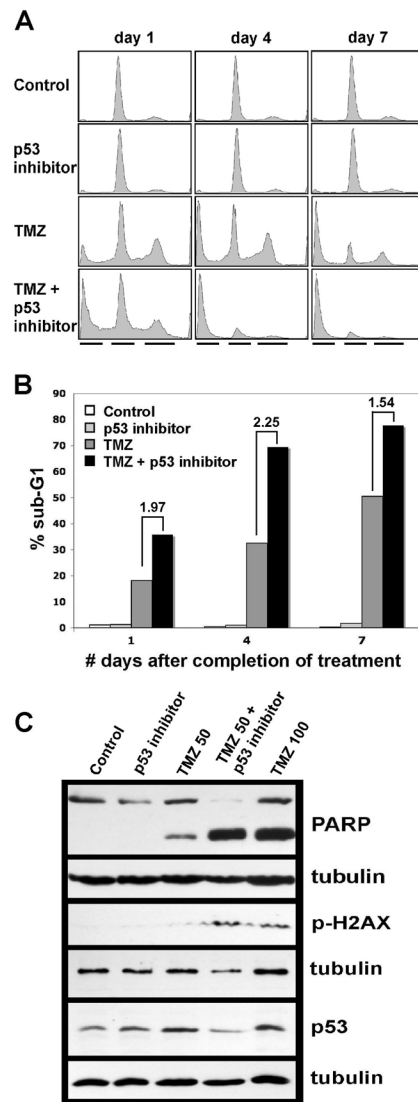 A
day 1 day 4 day 7
Control
p53
inhibitor
TMZ
TMZ +
p53
inhibitor
B
90
80
70
60
50
40
30
20
10
0
% sub-G1
Control
p53 inhibitor
TMZ
TMZ + p53 inhibitor
1.97
2.25
1.54
1 4 7
# days after completion of treatment
C
Control
p53 inhibitor
TMZ 50
TMZ 50 +
p53 inhibitor
TMZ 100
PARP
tubulin
p-H2AX
tubulin
p53
tubulin